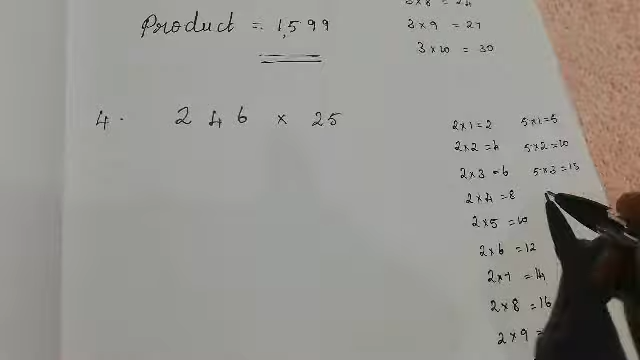 Product = 1,599
3 x 9 = 27
3 x 10 = 30
4. 246 x 25
2x1=2 5x1=5
2x2=4 5x2=10
2x3=6 5x3=15
2x4=8
2x5=10
2x6=12
2x7=14
2x8=16
2x9=